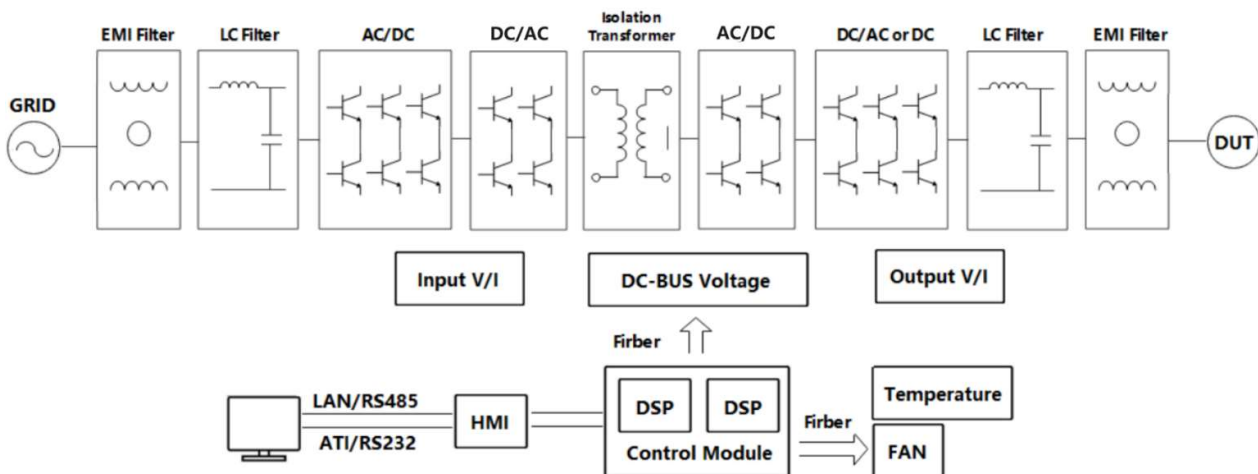 EMI Filter
LC Filter
AC/DC
DC/AC
Isolation
Transformer
AC/DC
DC/AC or DC
LC Filter
EMI Filter
GRID
DUT
Input V/I
DC-BUS Voltage
Output V/I
Firber
LAN/RS485
ATI/RS232
HMI
DSP
DSP
Control Module
Firber
Temperature
FAN